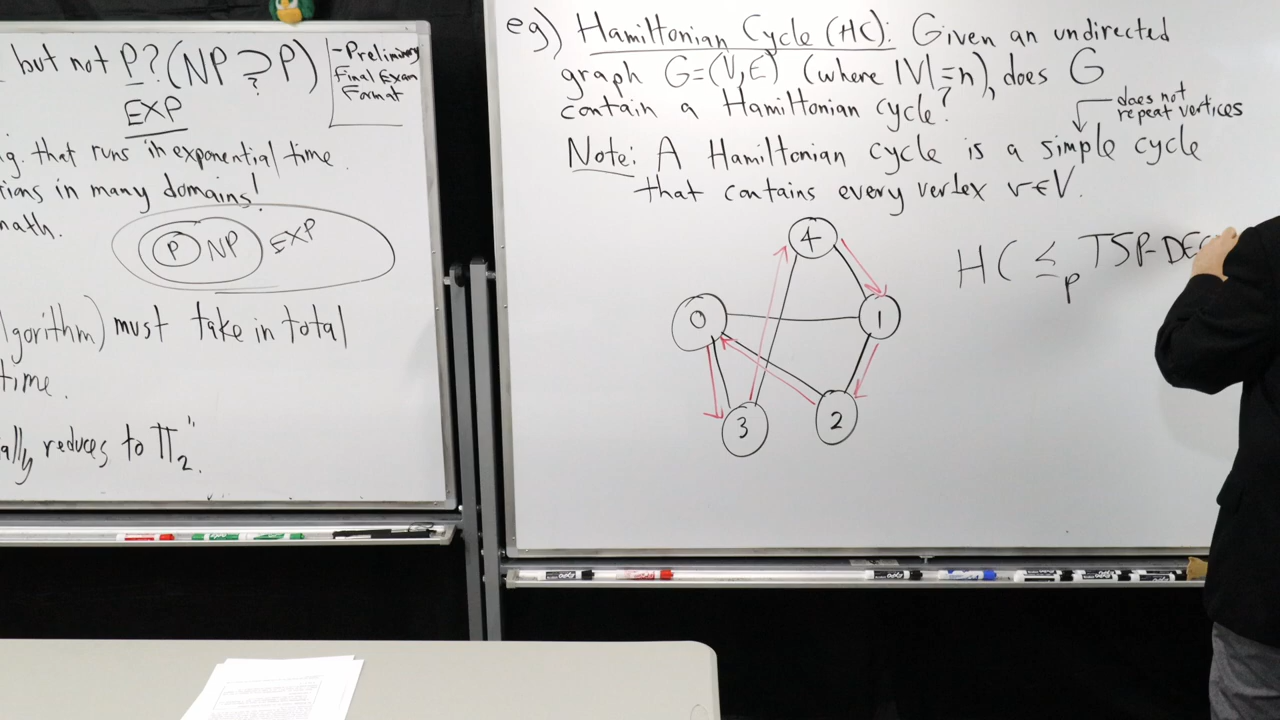 but not P? (NP ⊋? P)
EXP
-Preliminary
Final Exam
Format
g. that runs in exponential time.
tions in many domains!
math.
P NP EXP
lgorithm) must take in total
time.
ally reduces to Π₂".
eg) Hamiltonian Cycle (HC): Given an undirected
graph G=(V,E) (where |V|=n), does G
contain a Hamiltonian cycle?
does not
repeat vertices
Note: A Hamiltonian cycle is a simple cycle
that contains every vertex v∈V.
4
0 1
3 2
HC ≤p TSP-DEC